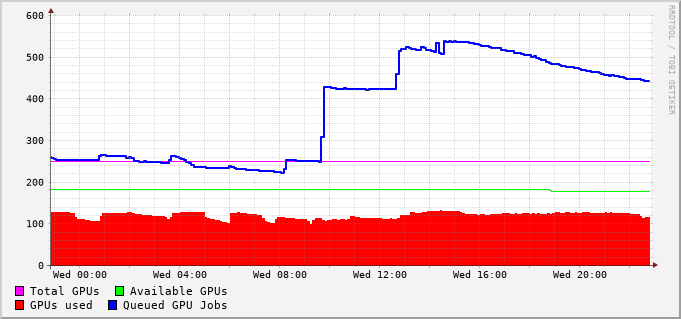 600
500
400
300
200
100
0
Wed 00:00 Wed 04:00 Wed 08:00 Wed 12:00 Wed 16:00 Wed 20:00
Total GPUs Available GPUs
GPUs used Queued GPU Jobs
RRDTOOL / TOBI OETIKER